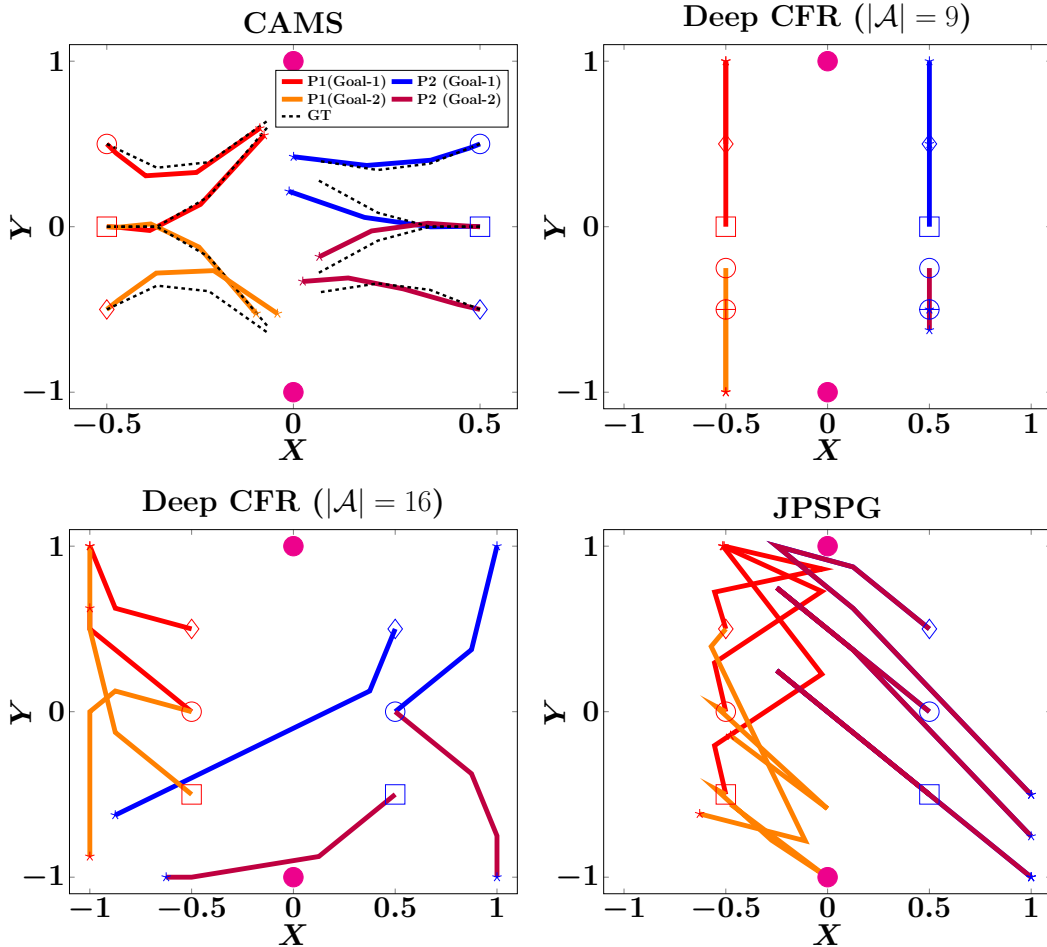 CAMS
Deep CFR (|𝒜| = 9)
1
0
−1
Y
P1(Goal-1)
P2 (Goal-1)
P1(Goal-2)
P2 (Goal-2)
GT
−0.5
0
0.5
X
1
0
−1
Y
−1
−0.5
0
0.5
1
X
Deep CFR (|𝒜| = 16)
JPSPG
1
0
−1
Y
−1
−0.5
0
0.5
1
X
1
0
−1
Y
−1
−0.5
0
0.5
1
X